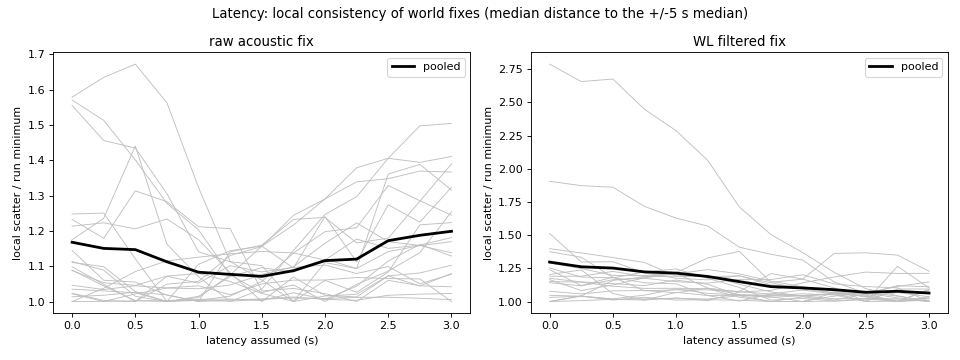 Latency: local consistency of world fixes (median distance to the +/-5 s median)
raw acoustic fix
local scatter / run minimum
1.7
1.6
1.5
1.4
1.3
1.2
1.1
1.0
pooled
0.0 0.5 1.0 1.5 2.0 2.5 3.0
latency assumed (s)
WL filtered fix
local scatter / run minimum
2.75
2.50
2.25
2.00
1.75
1.50
1.25
1.00
pooled
0.0 0.5 1.0 1.5 2.0 2.5 3.0
latency assumed (s)